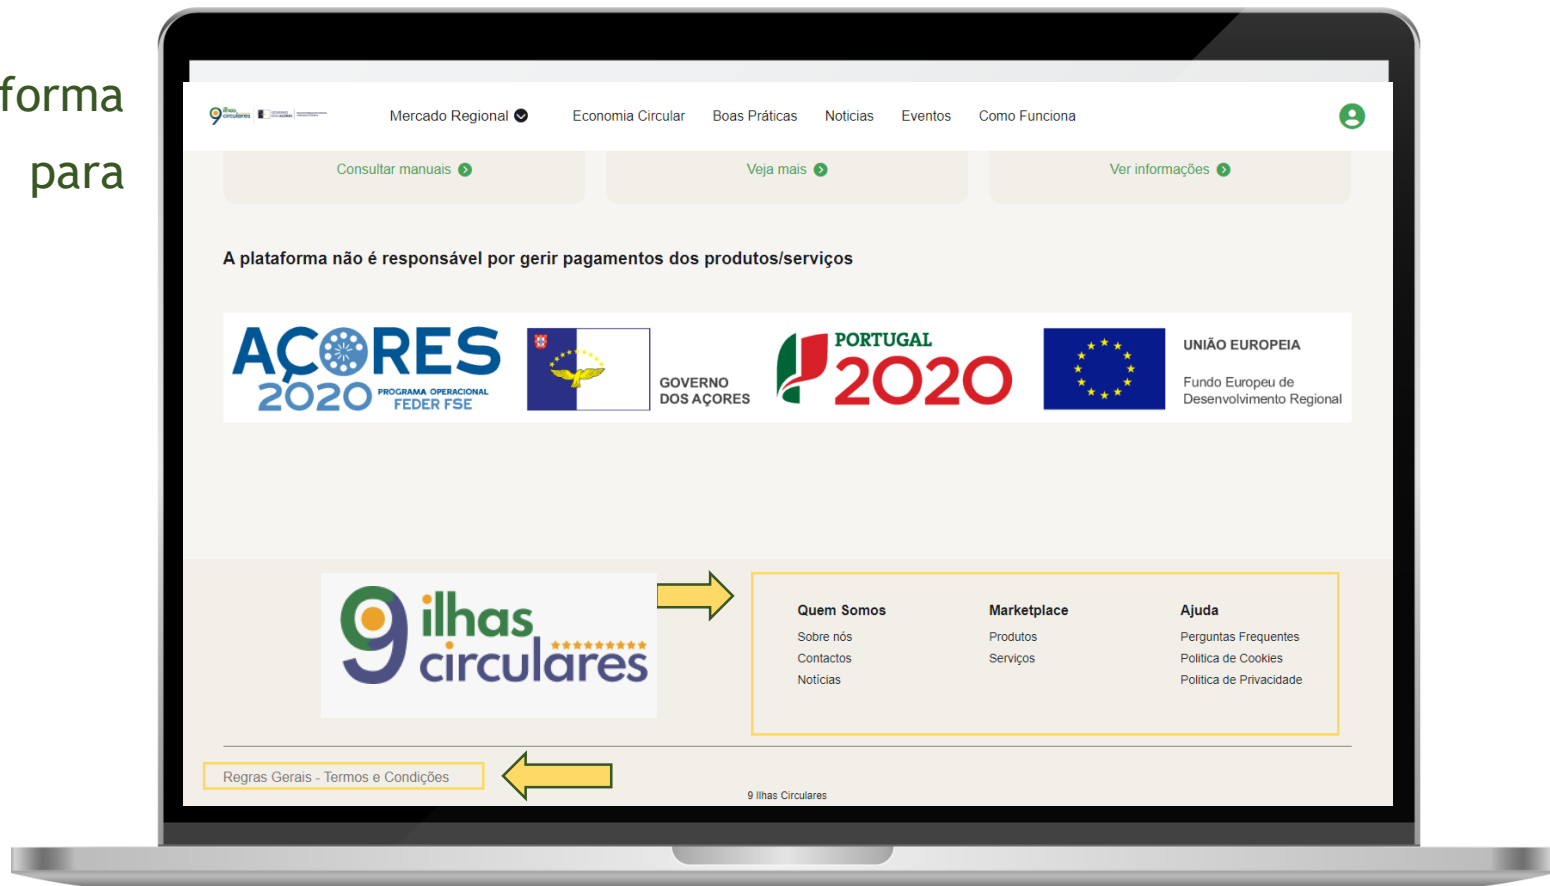 forma
para
9 ilhas circulares
Mercado Regional
Economia Circular
Boas Práticas
Noticias
Eventos
Como Funciona
Consultar manuais
Veja mais
Ver informações
A plataforma não é responsável por gerir pagamentos dos produtos/serviços
AÇORES
2020 PROGRAMA OPERACIONAL
FEDER FSE
GOVERNO
DOS AÇORES
PORTUGAL
2020
UNIÃO EUROPEIA
Fundo Europeu de
Desenvolvimento Regional
9 ilhas
circulares
Quem Somos
Sobre nós
Contactos
Notícias
Marketplace
Produtos
Serviços
Ajuda
Perguntas Frequentes
Politica de Cookies
Politica de Privacidade
Regras Gerais - Termos e Condições
9 Ilhas Circulares